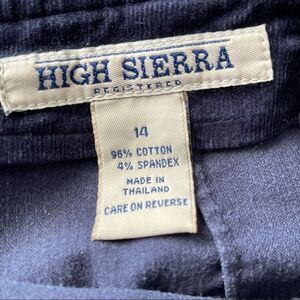 HIGH SIERRA
REGISTERED
14
96% COTTON
4% SPANDEX
MADE IN
THAILAND
CARE ON REVERSE